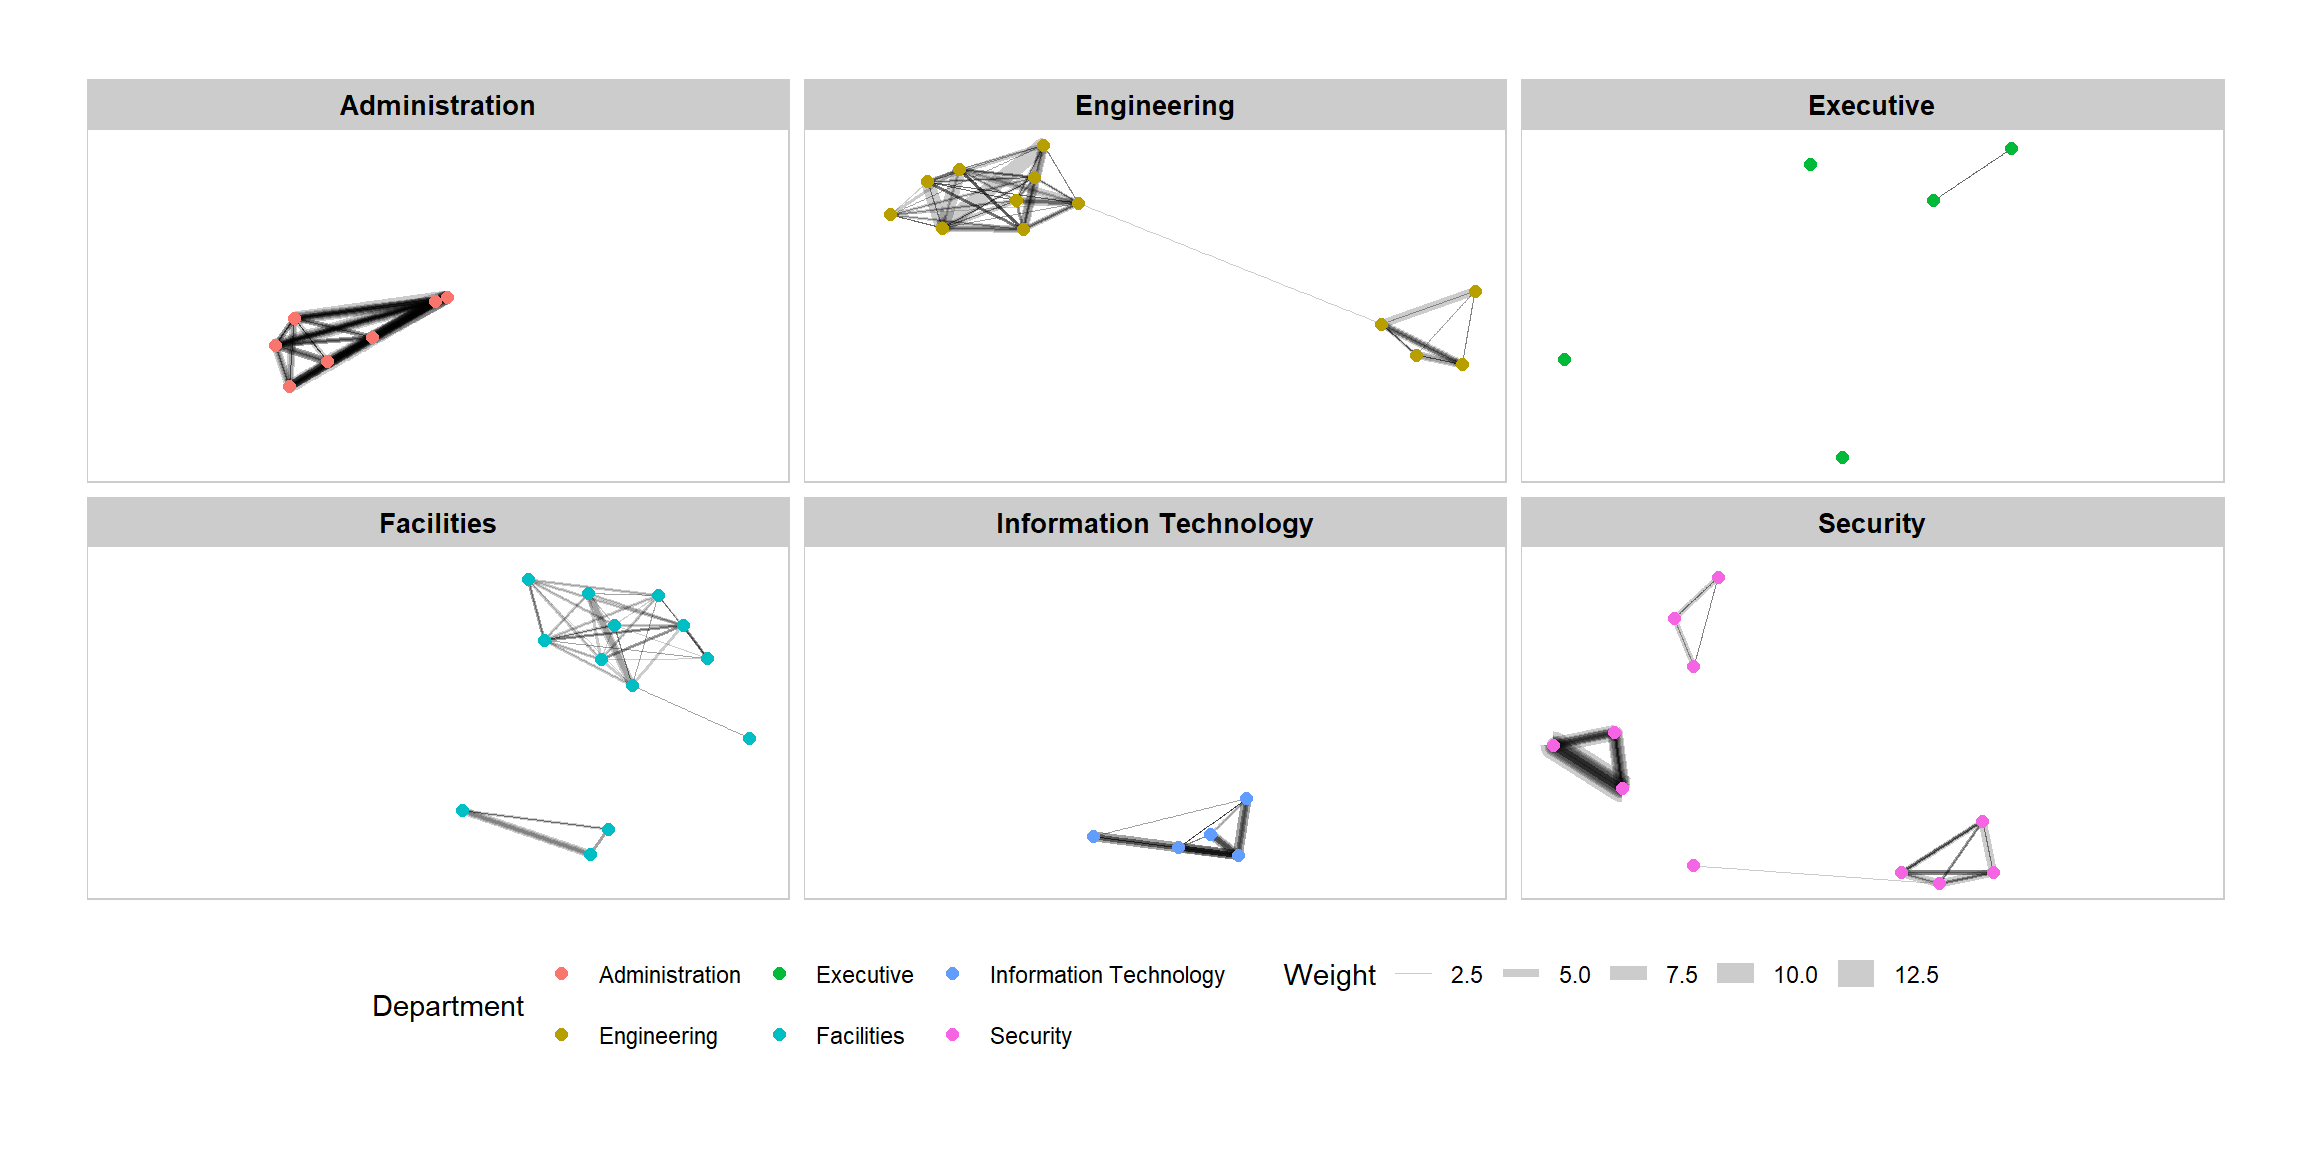 Administration
Engineering
Executive
Facilities
Information Technology
Security
Department
Administration
Executive
Information Technology
Engineering
Facilities
Security
Weight
2.5
5.0
7.5
10.0
12.5